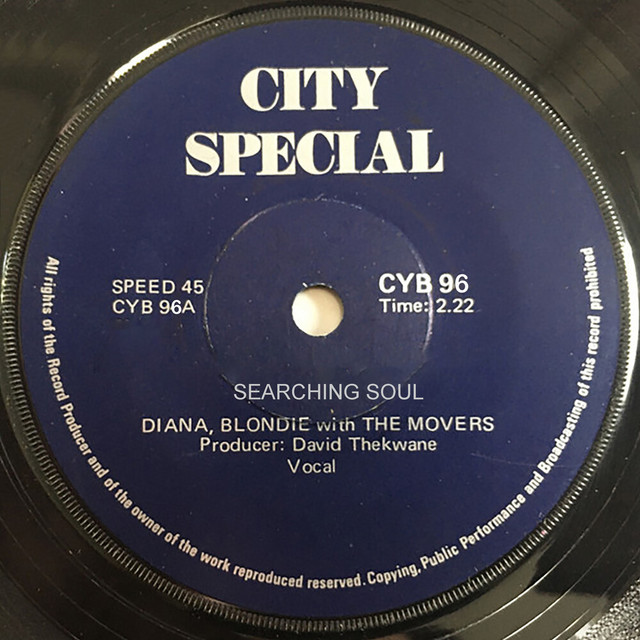 CITY
SPECIAL
SPEED 45
CYB 96A
CYB 96
Time: 2.22
SEARCHING SOUL
DIANA, BLONDIE with THE MOVERS
Producer: David Thekwane
Vocal
All rights of the Record Producer and of the owner of the work reproduced reserved. Copying, Public Performance and Broadcasting of this record prohibited